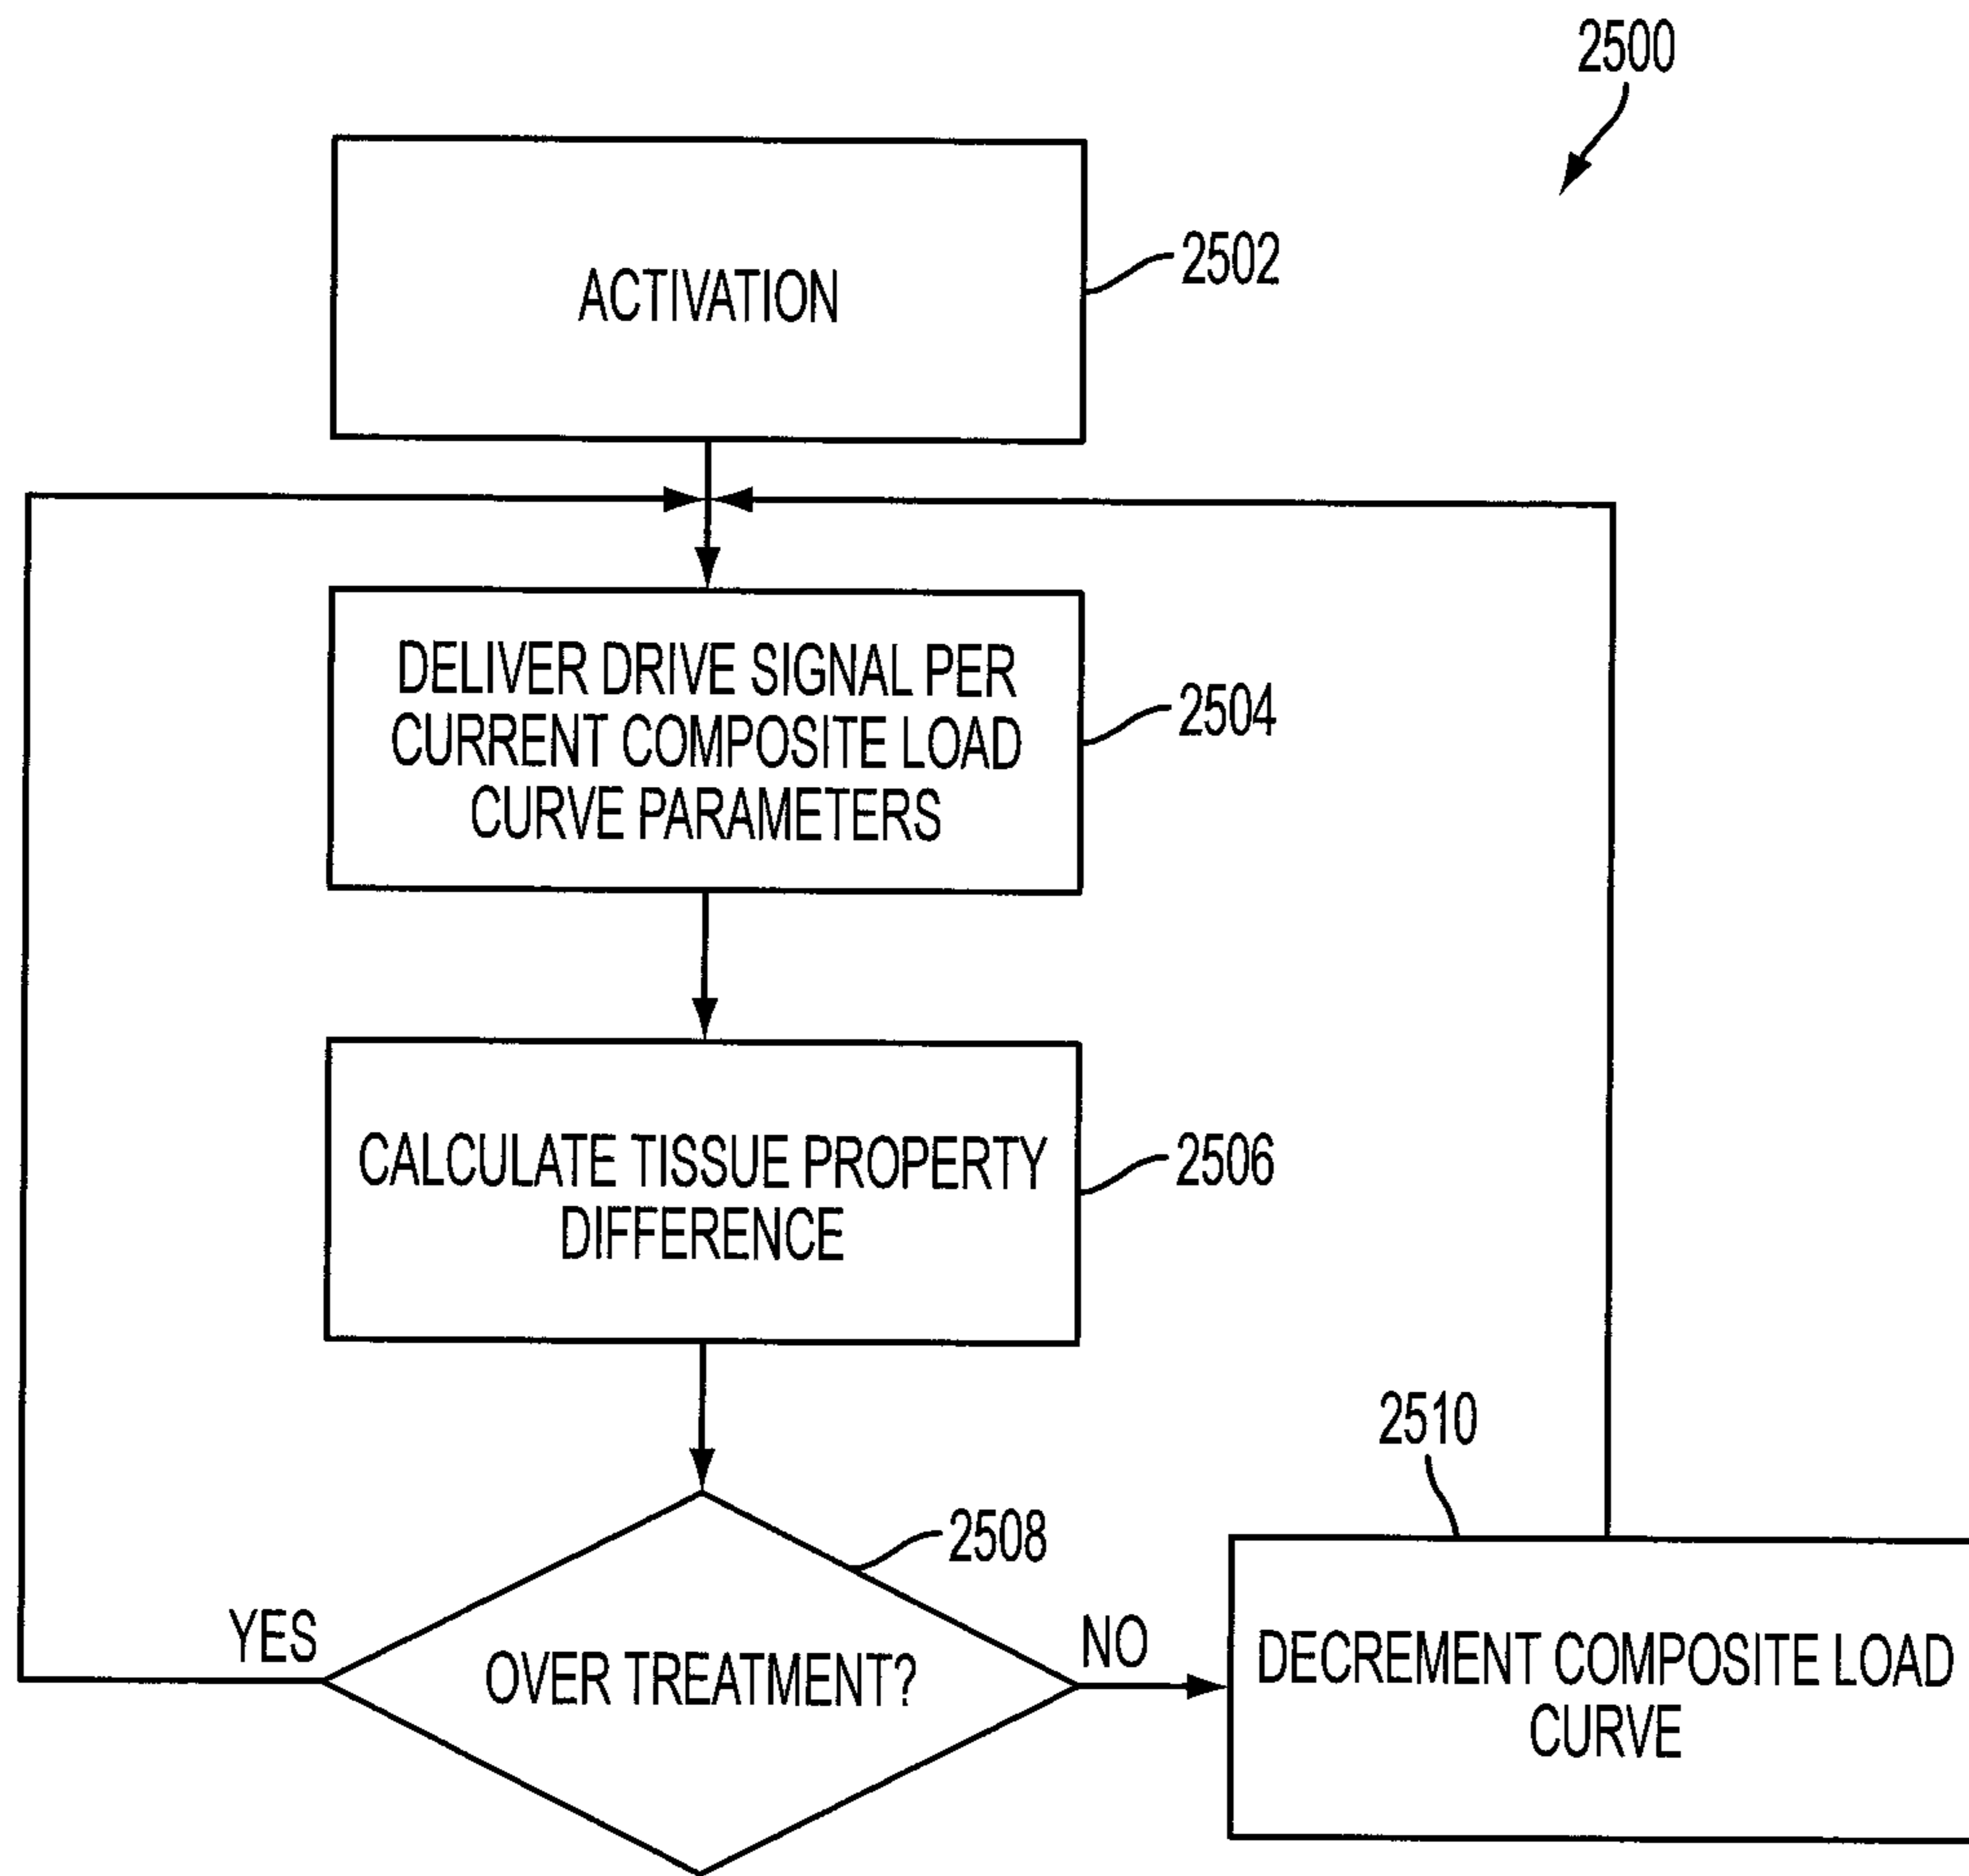 2500
ACTIVATION
2502
DELIVER DRIVE SIGNAL PER
CURRENT COMPOSITE LOAD
CURVE PARAMETERS
2504
CALCULATE TISSUE PROPERTY
DIFFERENCE
2506
2508
OVER TREATMENT?
YES
NO
2510
DECREMENT COMPOSITE LOAD
CURVE